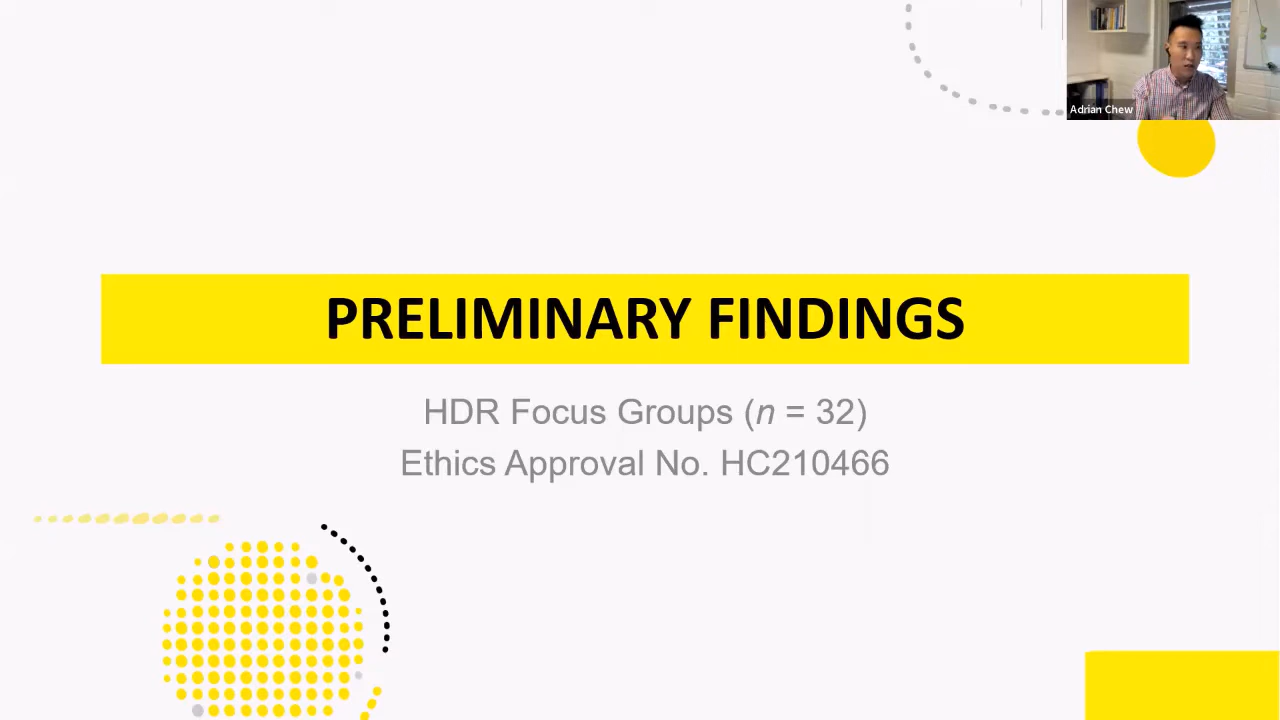 Adrian Chew
PRELIMINARY FINDINGS
HDR Focus Groups (n = 32)
Ethics Approval No. HC210466